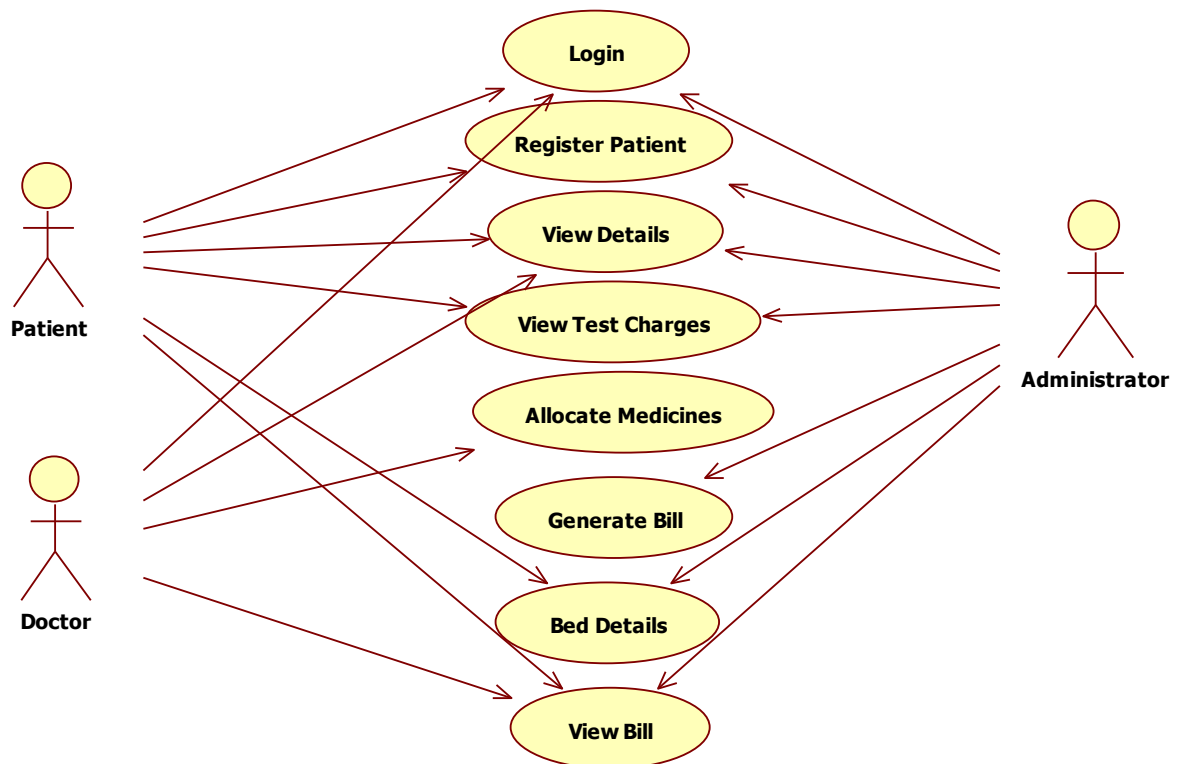 Login
Register Patient
View Details
View Test Charges
Patient
Administrator
Allocate Medicines
Generate Bill
Doctor
Bed Details
View Bill